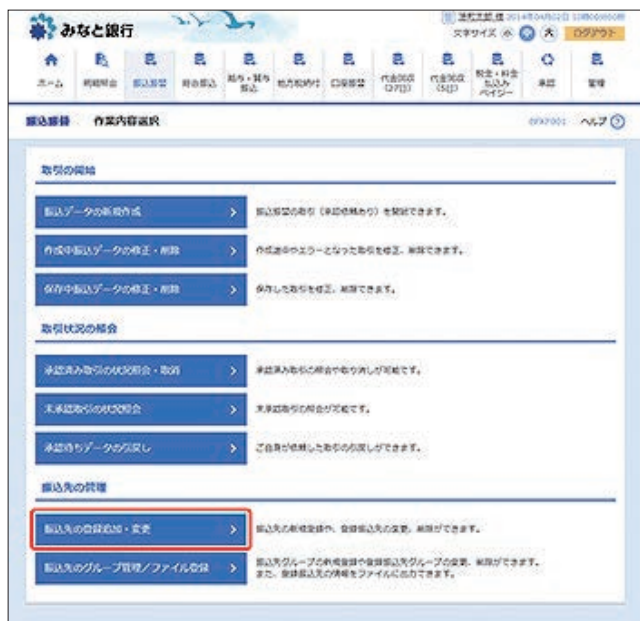 みなと銀行
文字サイズ 小 中 大 ログアウト
ホーム 明細照会 振込振替 総合振込 給与・賞与振込 地方税納付 口座振替 代金回収(27日) 代金回収(5日) 税金・料金払込みペイジー 承認 管理
振込振替 作業内容選択 ヘルプ ?
取引の開始
振込データの新規作成 振込振替の取引（承認依頼あり）を開始できます。
作成中振込データの修正・削除 作成途中やエラーとなった取引を修正、削除できます。
保存中振込データの修正・削除 保存した取引を修正、削除できます。
取引状況の照会
承認済み取引の状況照会・取消 承認済み取引の照会や取り消しが可能です。
未承認取引の状況照会 未承認取引の照会が可能です。
承認待ちデータの引戻し ご自身が依頼した取引の引戻しができます。
振込先の管理
振込先の登録追加・変更 振込先の新規登録や、登録振込先の変更、削除ができます。
振込先のグループ管理／ファイル登録 振込先グループの新規登録や登録振込先グループの変更、削除ができます。
また、登録振込先の情報をファイルに出力できます。